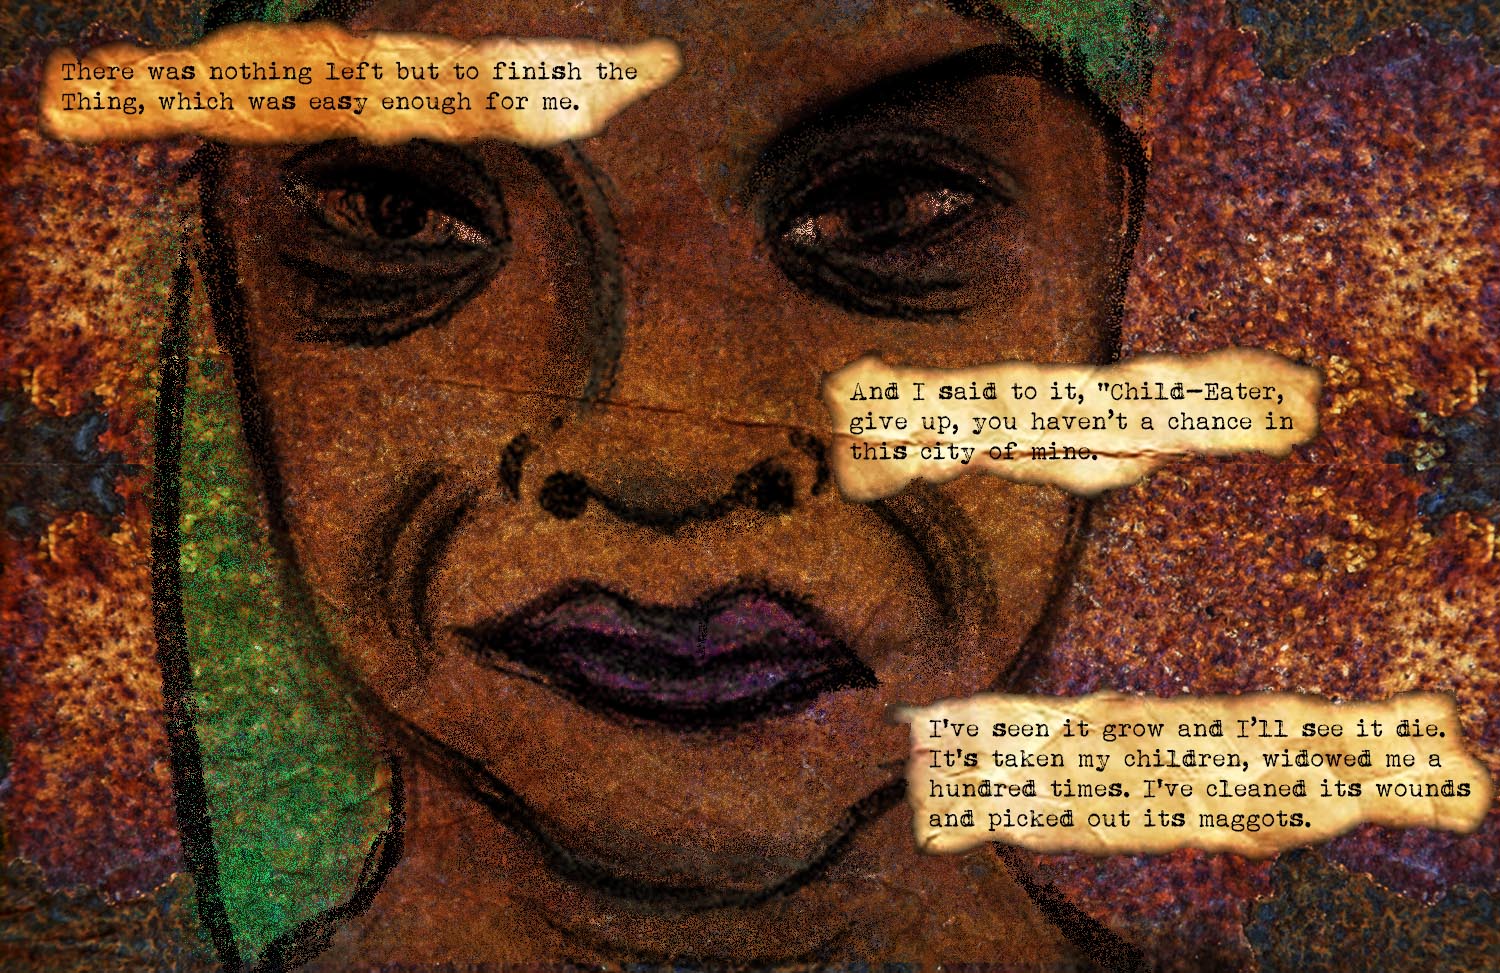 There was nothing left but to finish the
Thing, which was easy enough for me.
And I said to it, "Child-Eater,
give up, you haven't a chance in
this city of mine.
I've seen it grow and I'll see it die.
It's taken my children, widowed me a
hundred times. I've cleaned its wounds
and picked out its maggots.